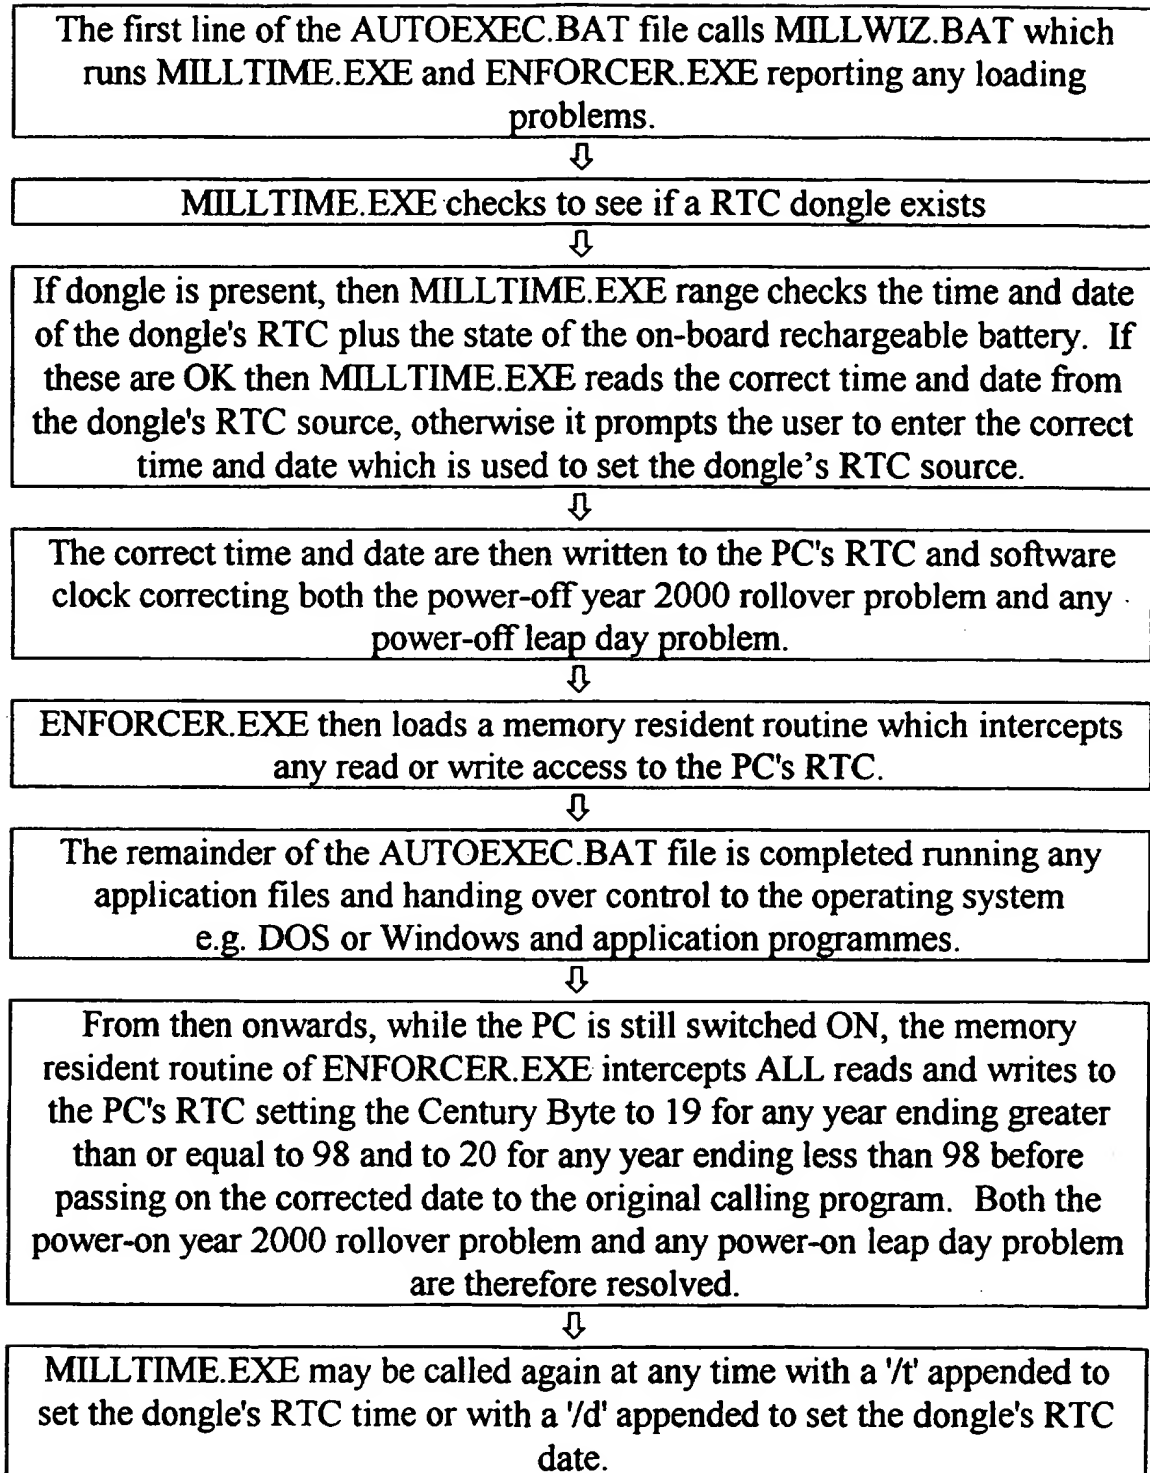 The first line of the AUTOEXEC.BAT file calls MILLWIZ.BAT which
runs MILLTIME.EXE and ENFORCER.EXE reporting any loading
problems.
MILLTIME.EXE checks to see if a RTC dongle exists
If dongle is present, then MILLTIME.EXE range checks the time and date
of the dongle's RTC plus the state of the on-board rechargeable battery. If
these are OK then MILLTIME.EXE reads the correct time and date from
the dongle's RTC source, otherwise it prompts the user to enter the correct
time and date which is used to set the dongle's RTC source.
The correct time and date are then written to the PC's RTC and software
clock correcting both the power-off year 2000 rollover problem and any
power-off leap day problem.
ENFORCER.EXE then loads a memory resident routine which intercepts
any read or write access to the PC's RTC.
The remainder of the AUTOEXEC.BAT file is completed running any
application files and handing over control to the operating system
e.g. DOS or Windows and application programmes.
From then onwards, while the PC is still switched ON, the memory
resident routine of ENFORCER.EXE intercepts ALL reads and writes to
the PC's RTC setting the Century Byte to 19 for any year ending greater
than or equal to 98 and to 20 for any year ending less than 98 before
passing on the corrected date to the original calling program. Both the
power-on year 2000 rollover problem and any power-on leap day problem
are therefore resolved.
MILLTIME.EXE may be called again at any time with a '/t' appended to
set the dongle's RTC time or with a '/d' appended to set the dongle's RTC
date.